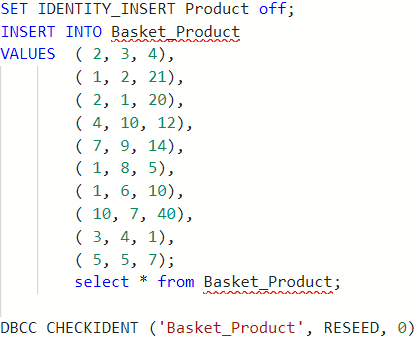 SET IDENTITY_INSERT Product off;
INSERT INTO Basket_Product
VALUES  ( 2, 3, 4),
( 1, 2, 21),
( 2, 1, 20),
( 4, 10, 12),
( 7, 9, 14),
( 1, 8, 5),
( 1, 6, 10),
( 10, 7, 40),
( 3, 4, 1),
( 5, 5, 7);
select * from Basket_Product;
DBCC CHECKIDENT ('Basket_Product', RESEED, 0)